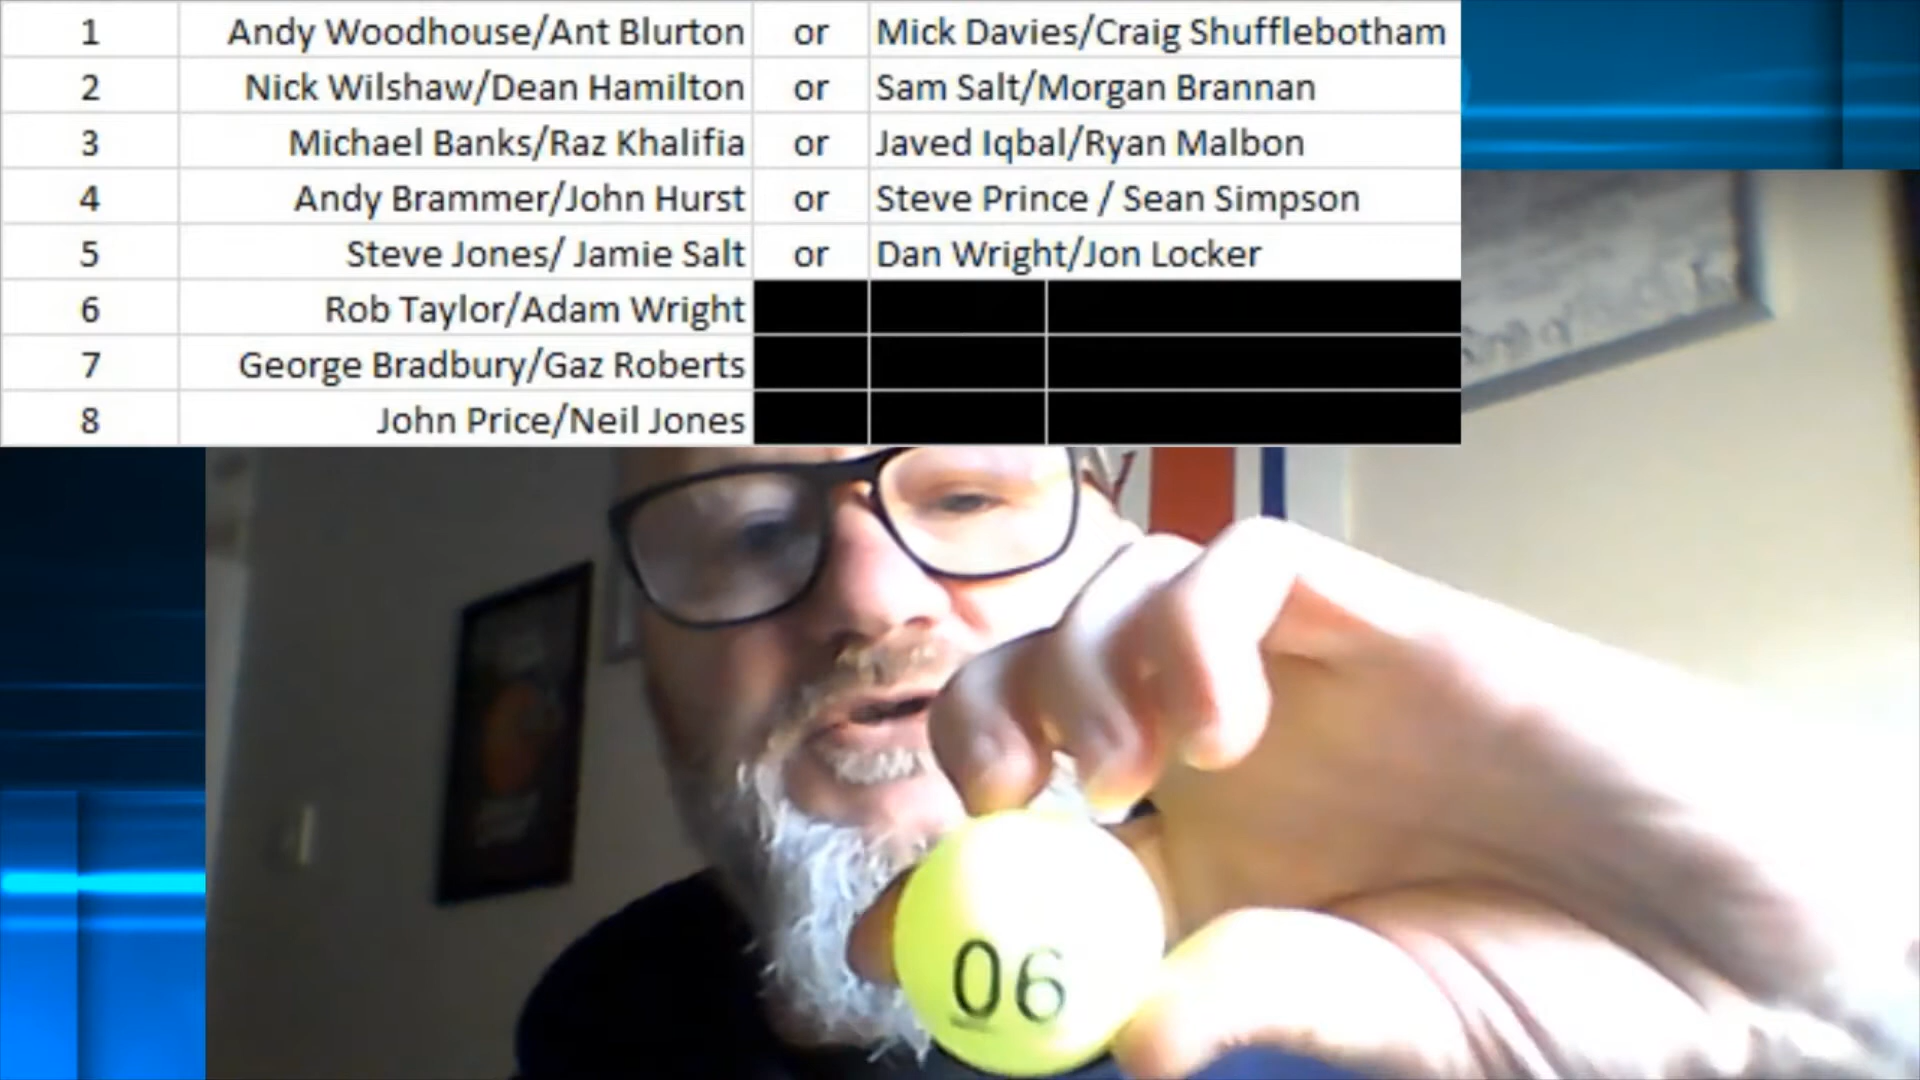 1 Andy Woodhouse/Ant Blurton or Mick Davies/Craig Shufflebotham
2 Nick Wilshaw/Dean Hamilton or Sam Salt/Morgan Brannan
3 Michael Banks/Raz Khalifia or Javed Iqbal/Ryan Malbon
4 Andy Brammer/John Hurst or Steve Prince / Sean Simpson
5 Steve Jones/ Jamie Salt or Dan Wright/Jon Locker
6 Rob Taylor/Adam Wright
7 George Bradbury/Gaz Roberts
8 John Price/Neil Jones
06